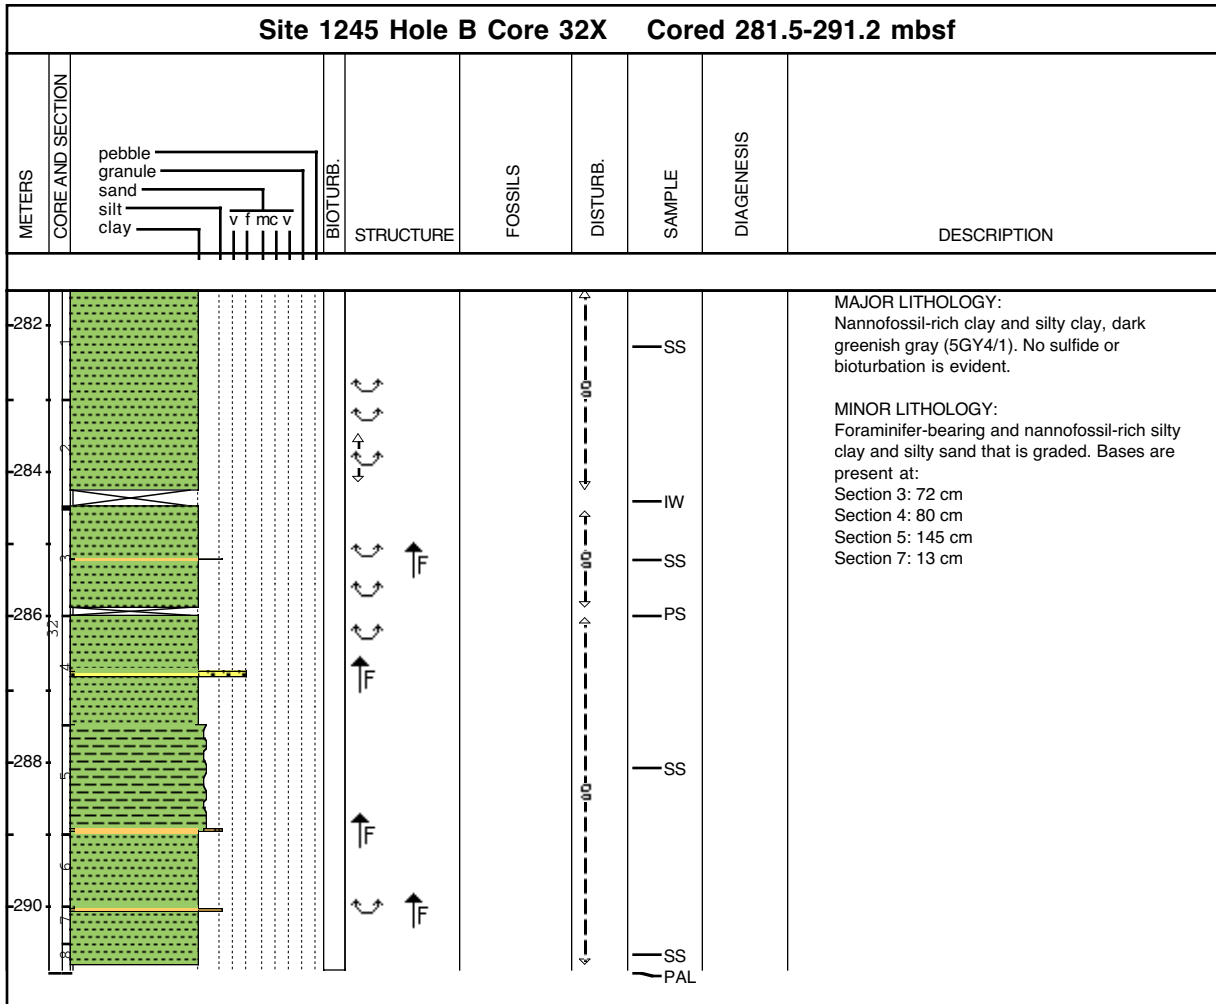 Site 1245 Hole B Core 32X Cored 281.5-291.2 mbsf
METERS
CORE AND SECTION
pebble
granule
sand
silt
clay
v f mc v
BIOTURB.
STRUCTURE
FOSSILS
DISTURB.
SAMPLE
DIAGENESIS
DESCRIPTION
282
284
286
288
290
32
1
2
3
4
5
6
7
8
F
F
F
F
SS
IW
SS
PS
SS
SS
PAL
MAJOR LITHOLOGY:
Nannofossil-rich clay and silty clay, dark
greenish gray (5GY4/1). No sulfide or
bioturbation is evident.
MINOR LITHOLOGY:
Foraminifer-bearing and nannofossil-rich silty
clay and silty sand that is graded. Bases are
present at:
Section 3: 72 cm
Section 4: 80 cm
Section 5: 145 cm
Section 7: 13 cm